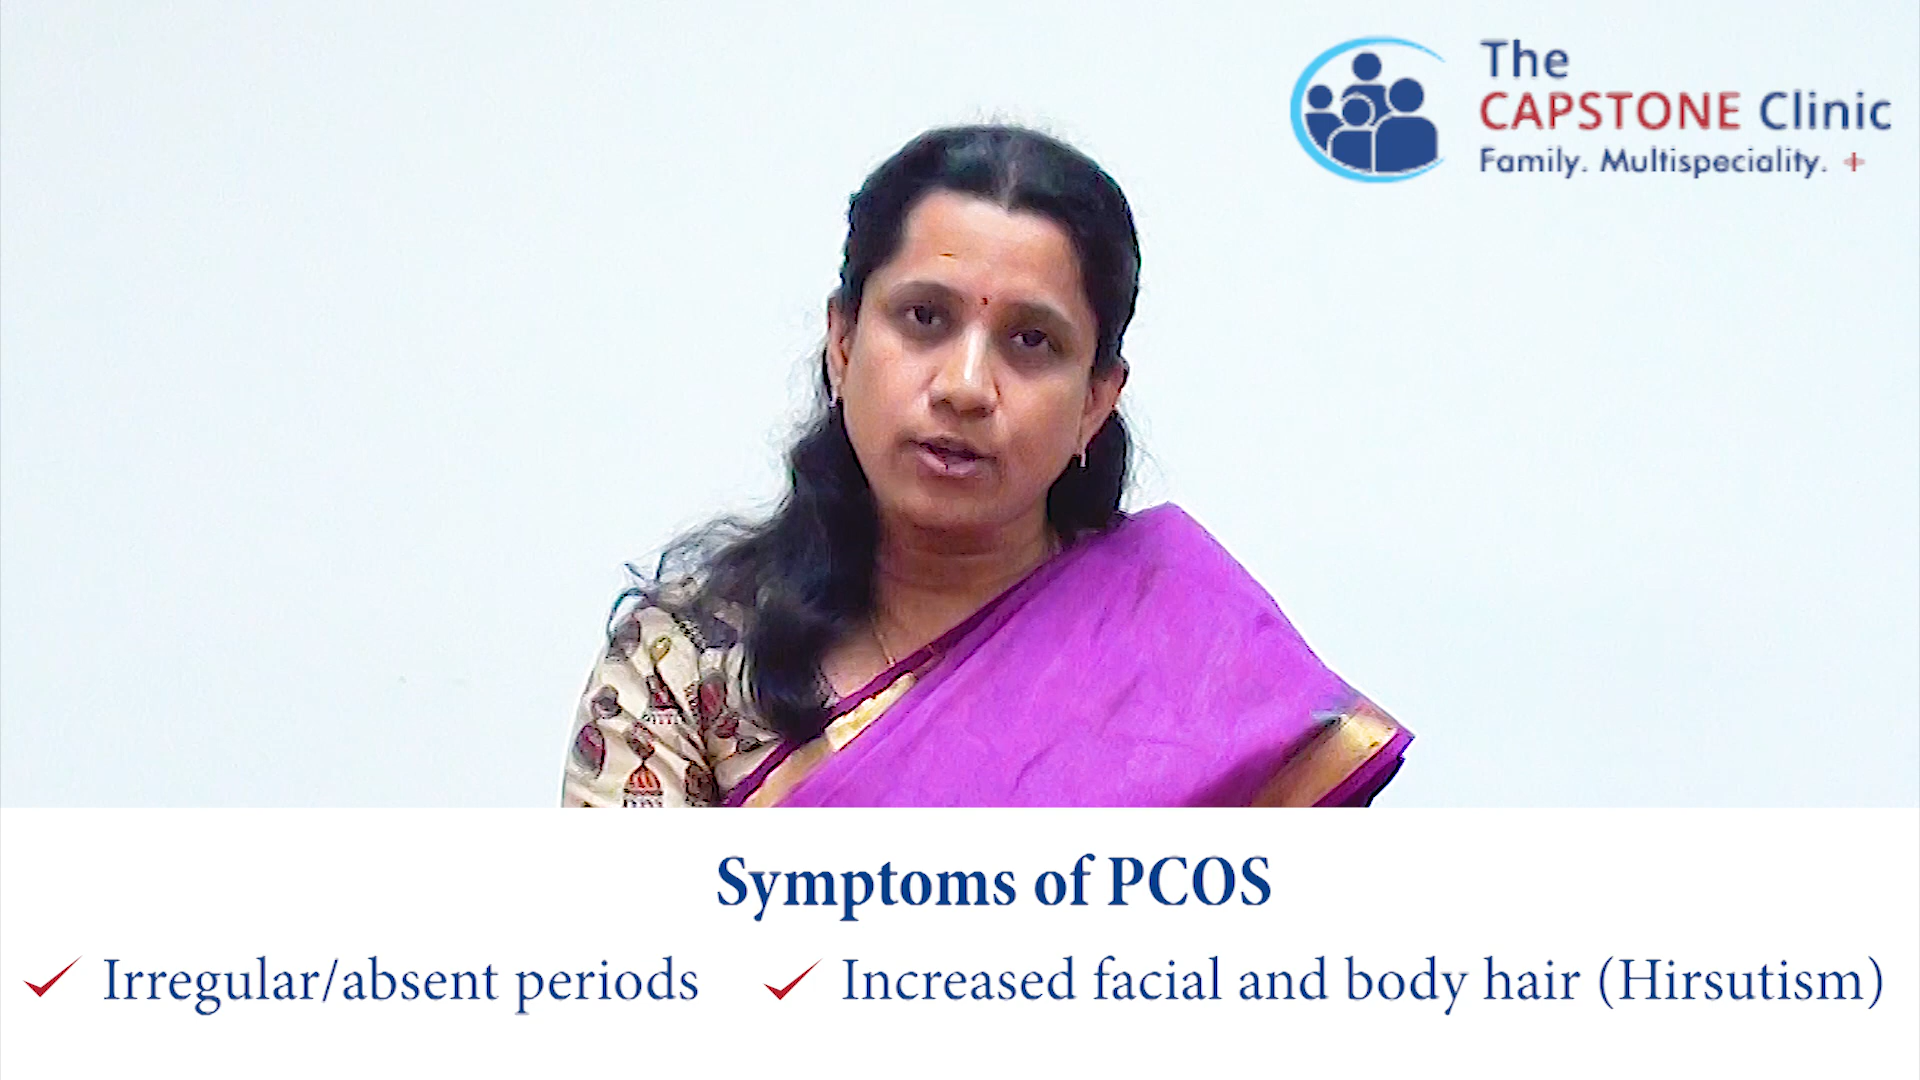 The
CAPSTONE Clinic
Family. Multispeciality. +
Symptoms of PCOS
✓ Irregular/absent periods ✓ Increased facial and body hair (Hirsutism)